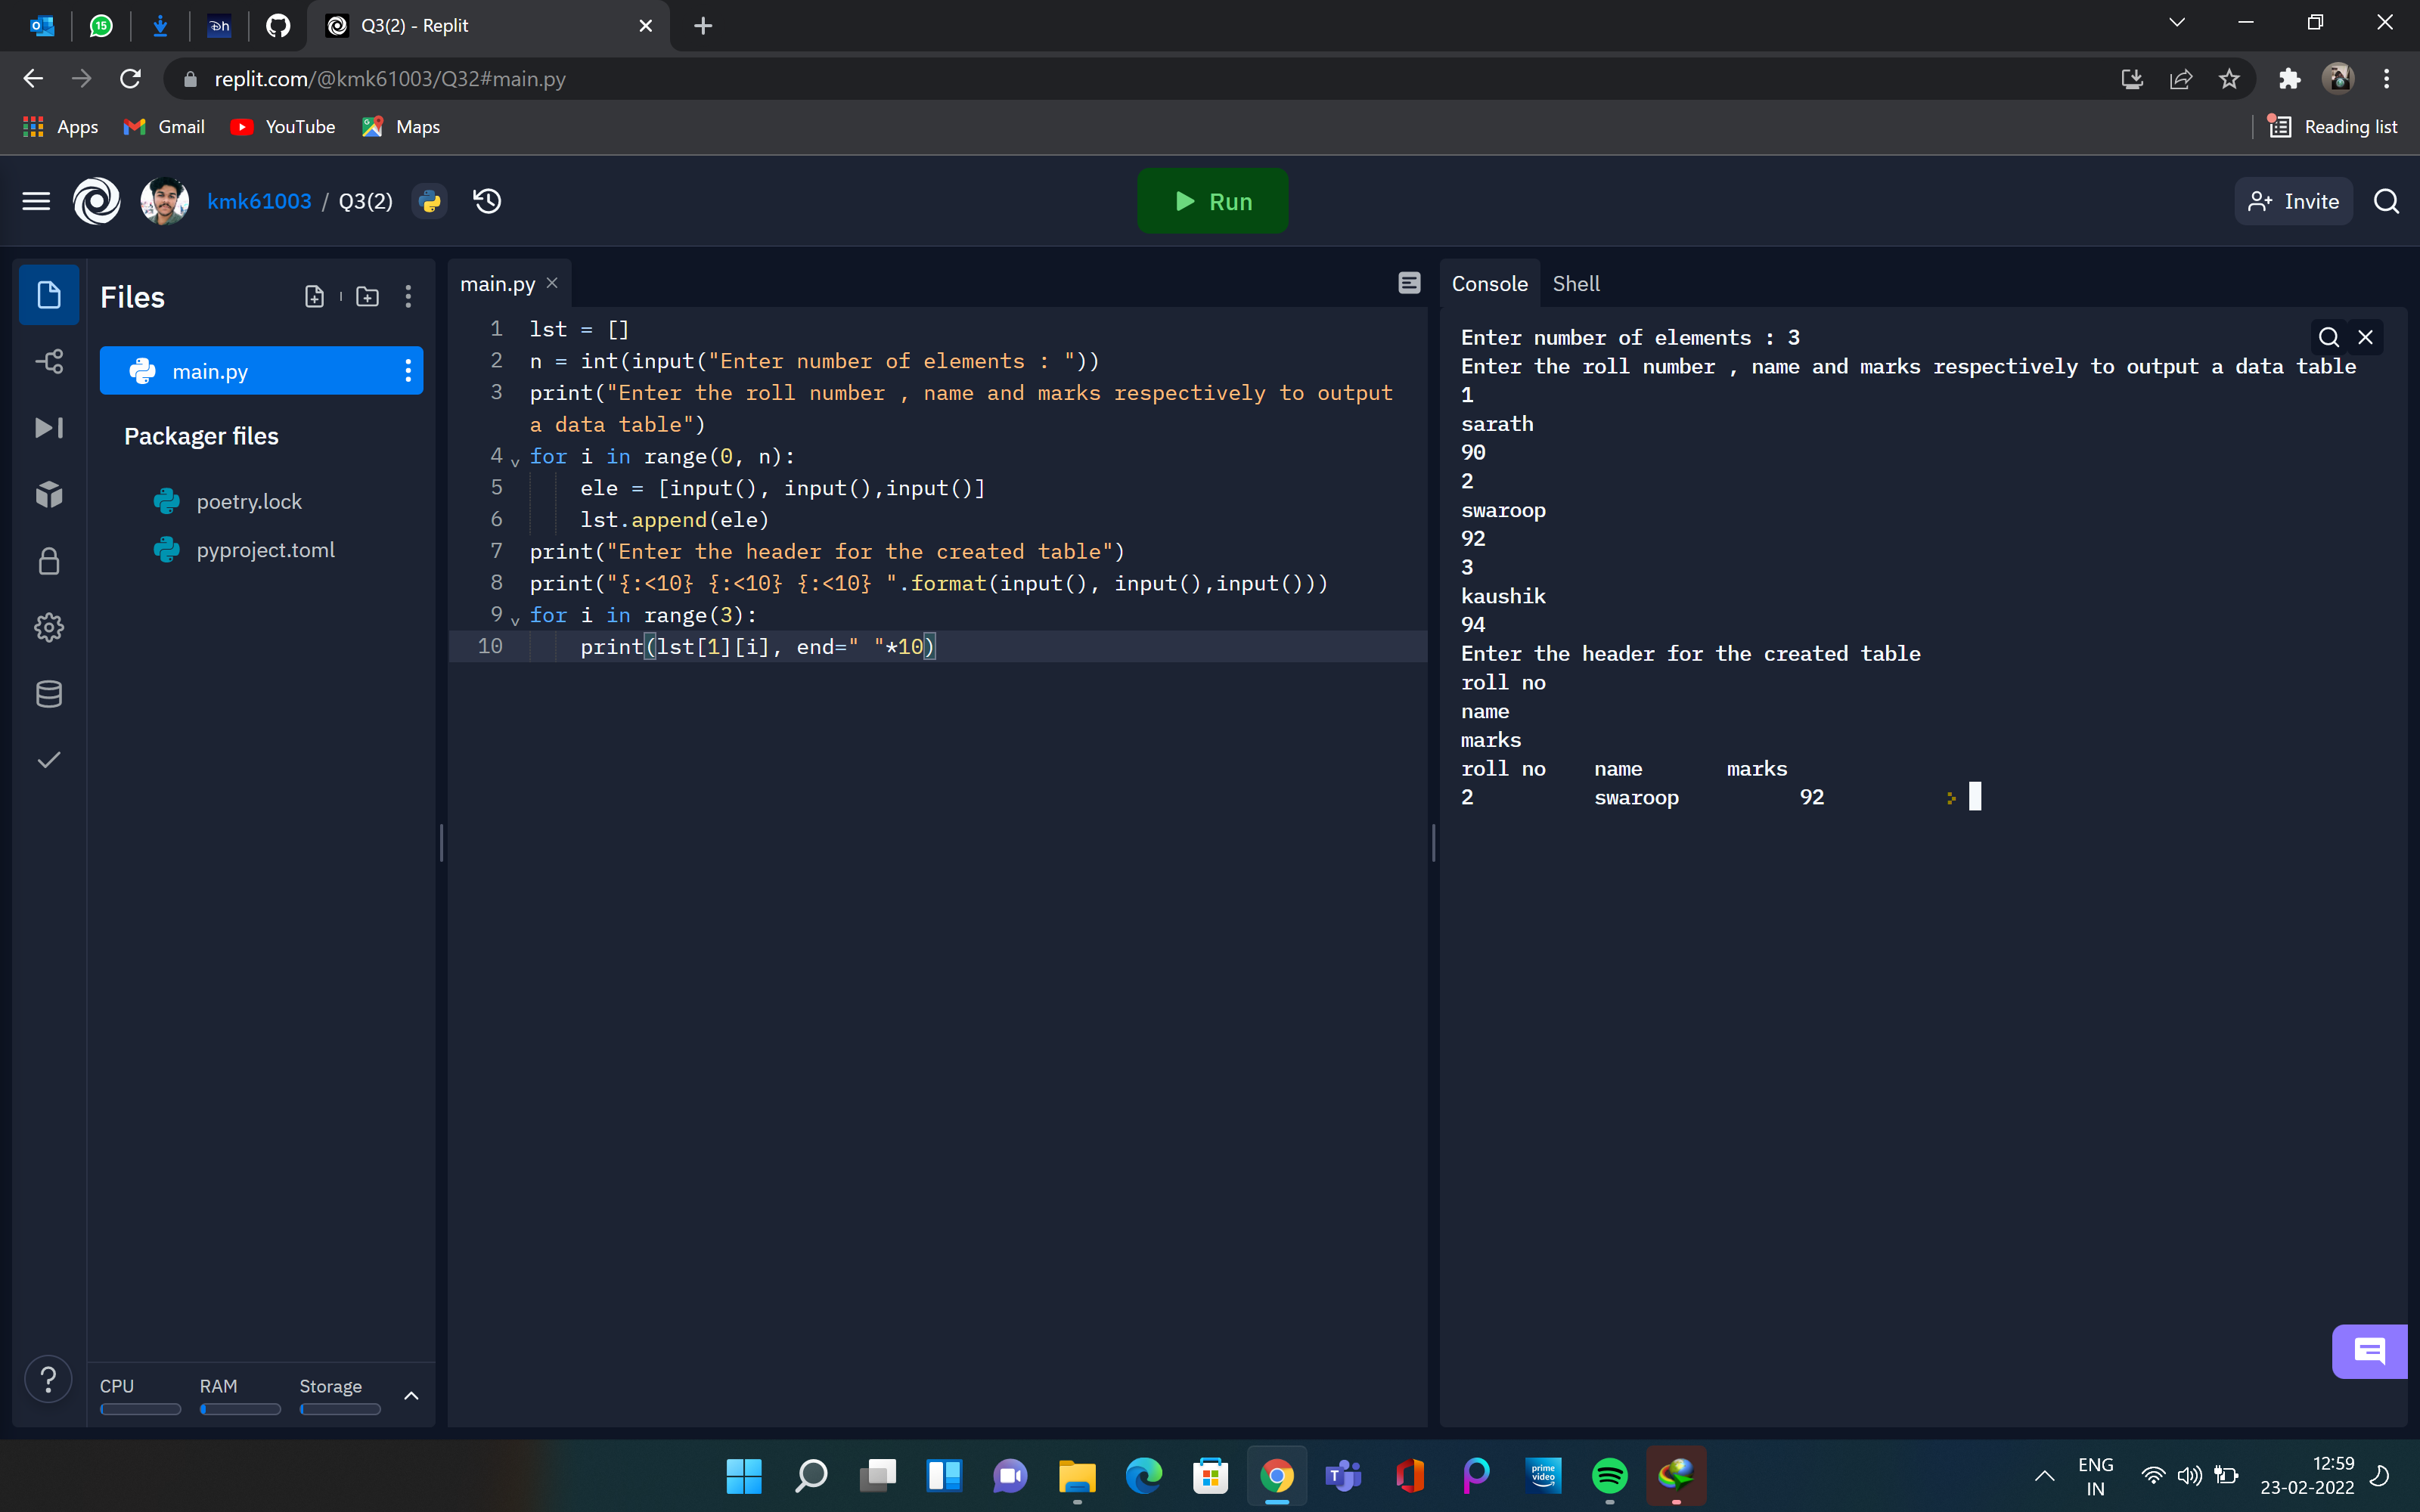 15
Q3(2) - Replit
replit.com/@kmk61003/Q32#main.py
Apps Gmail YouTube Maps Reading list
kmk61003 / Q3(2) Run Invite
Files
main.py
Packager files
poetry.lock
pyproject.toml
CPU RAM Storage
main.py
1 lst = []
2 n = int(input("Enter number of elements : "))
3 print("Enter the roll number , name and marks respectively to output
a data table")
4 for i in range(0, n):
5 ele = [input(), input(),input()]
6 lst.append(ele)
7 print("Enter the header for the created table")
8 print("{:<10} {:<10} {:<10} ".format(input(), input(),input()))
9 for i in range(3):
10 print(lst[1][i], end=" "*10)
Console Shell
Enter number of elements : 3
Enter the roll number , name and marks respectively to output a data table
1
sarath
90
2
swaroop
92
3
kaushik
94
Enter the header for the created table
roll no
name
marks
roll no name marks
2 swaroop 92
prime video
ENG
IN
12:59
23-02-2022